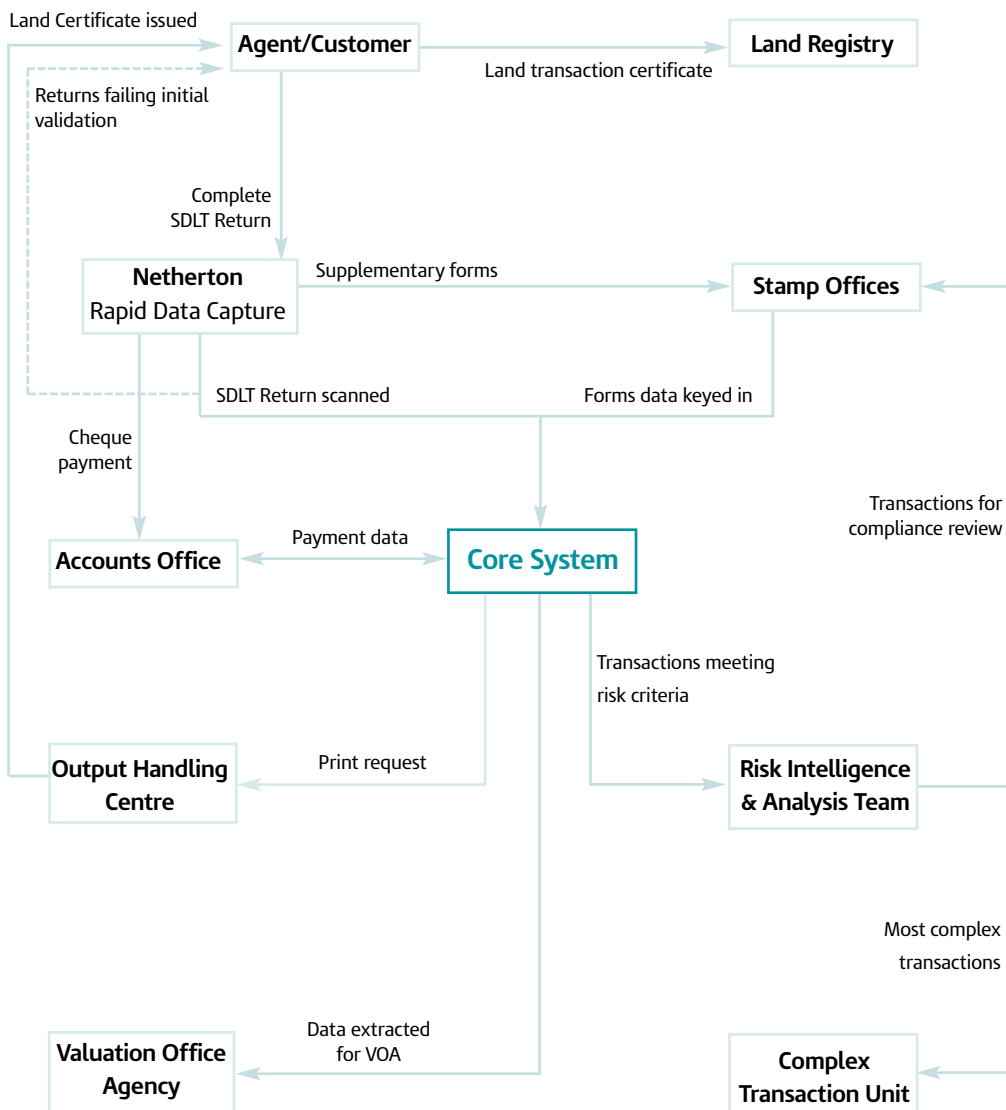 Land Certificate issued
Agent/Customer
Land Registry
Land transaction certificate
Returns failing initial
validation
Complete
SDLT Return
Netherton
Rapid Data Capture
Supplementary forms
Stamp Offices
SDLT Return scanned
Forms data keyed in
Cheque
payment
Transactions for
compliance review
Accounts Office
Payment data
Core System
Transactions meeting
risk criteria
Output Handling
Centre
Print request
Risk Intelligence
& Analysis Team
Most complex
transactions
Valuation Office
Agency
Data extracted
for VOA
Complex
Transaction Unit